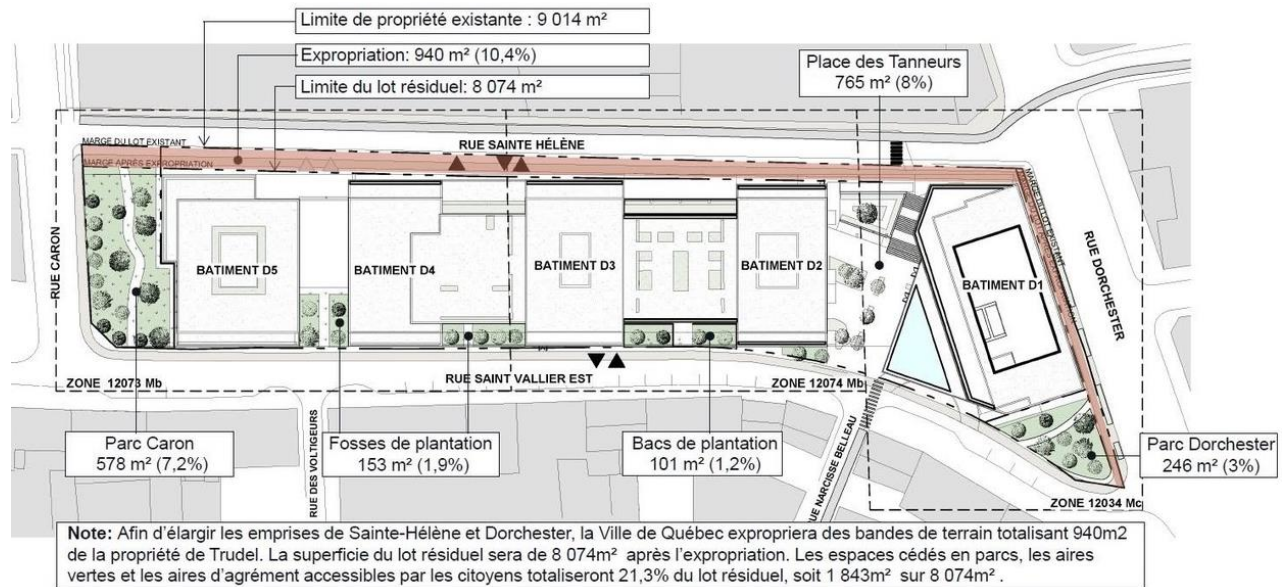 Limite de propriété existante : 9 014 m²
Expropriation: 940 m² (10,4%)
Limite du lot résiduel: 8 074 m²
Place des Tanneurs
765 m² (8%)
MARGE DU LOT EXISTANT
MARGE APRÈS EXPROPRIATION
RUE SAINTE HÉLÈNE
RUE CARON
BATIMENT D5
BATIMENT D4
BATIMENT D3
BATIMENT D2
BATIMENT D1
MARGE DU LOT EXISTANT
RUE DORCHESTER
ZONE 12073 Mb
RUE SAINT VALLIER EST
ZONE 12074 Mb
RUE DES VOLTIGEURS
RUE NARCISSE BELLEAU
Parc Caron
578 m² (7,2%)
Fosses de plantation
153 m² (1,9%)
Bacs de plantation
101 m² (1,2%)
Parc Dorchester
246 m² (3%)
ZONE 12034 Mc
Note: Afin d'élargir les emprises de Sainte-Hélène et Dorchester, la Ville de Québec expropriera des bandes de terrain totalisant 940m2
de la propriété de Trudel. La superficie du lot résiduel sera de 8 074m² après l'expropriation. Les espaces cédés en parcs, les aires
vertes et les aires d'agrément accessibles par les citoyens totaliseront 21,3% du lot résiduel, soit 1 843m² sur 8 074m² .